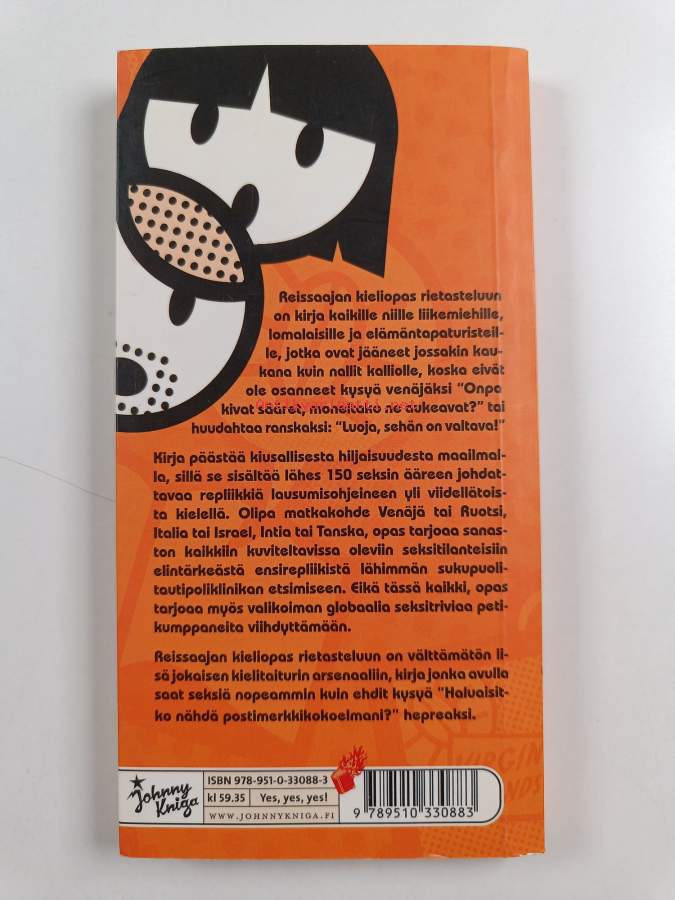 Reissaajan kieliopas rietasteluun
on kirja kaikille niille liikemiehille,
lomalaisille ja elämäntapaturisteil-
le, jotka ovat jääneet jossakin kau-
kana kuin nallit kalliolle, koska eivät
ole osanneet kysyä venäjäksi "Onpa
kivat sääret, moneltako ne aukeavat?" tai
huudahtaa ranskaksi: "Luoja, sehän on valtava!"
Kirja päästää kiusallisesta hiljaisuudesta maailmal-
la, sillä se sisältää lähes 150 seksin ääreen johdat-
tavaa repliikkiä lausumisohjeineen yli viidellätois-
ta kielellä. Olipa matkakohde Venäjä tai Ruotsi,
Italia tai Israel, Intia tai Tanska, opas tarjoaa sanas-
ton kaikkiin kuviteltavissa oleviin seksitilanteisiin
elintärkeästä ensirepliikistä lähimmän sukupuoli-
tautipoliklinikan etsimiseen. Eikä tässä kaikki, opas
tarjoaa myös valikoiman globaalia seksitriviaa peti-
kumppaneita viihdyttämään.
Reissaajan kieliopas rietasteluun on välttämätön li-
sä jokaisen kielitaiturin arsenaaliin, kirja jonka avulla
saat seksiä nopeammin kuin ehdit kysyä "Haluaisit-
ko nähdä postimerkkikokoelmani?" hepreaksi.
VIRGIN
Johnny
Kniga
ISBN 978-951-0-33088-3
kl 59.35 Yes, yes, yes!
WWW.JOHNNYKNIGA.FI
9 789510 330883